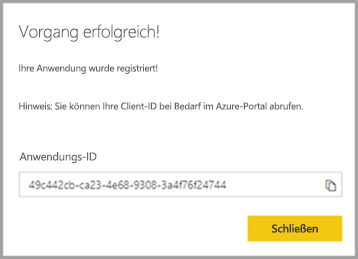 Vorgang erfolgreich!
Ihre Anwendung wurde registriert!
Hinweis: Sie können Ihre Client-ID bei Bedarf im Azure-Portal abrufen.
Anwendungs-ID
49c442cb-ca23-4e68-9308-3a4f76f24744
Schließen